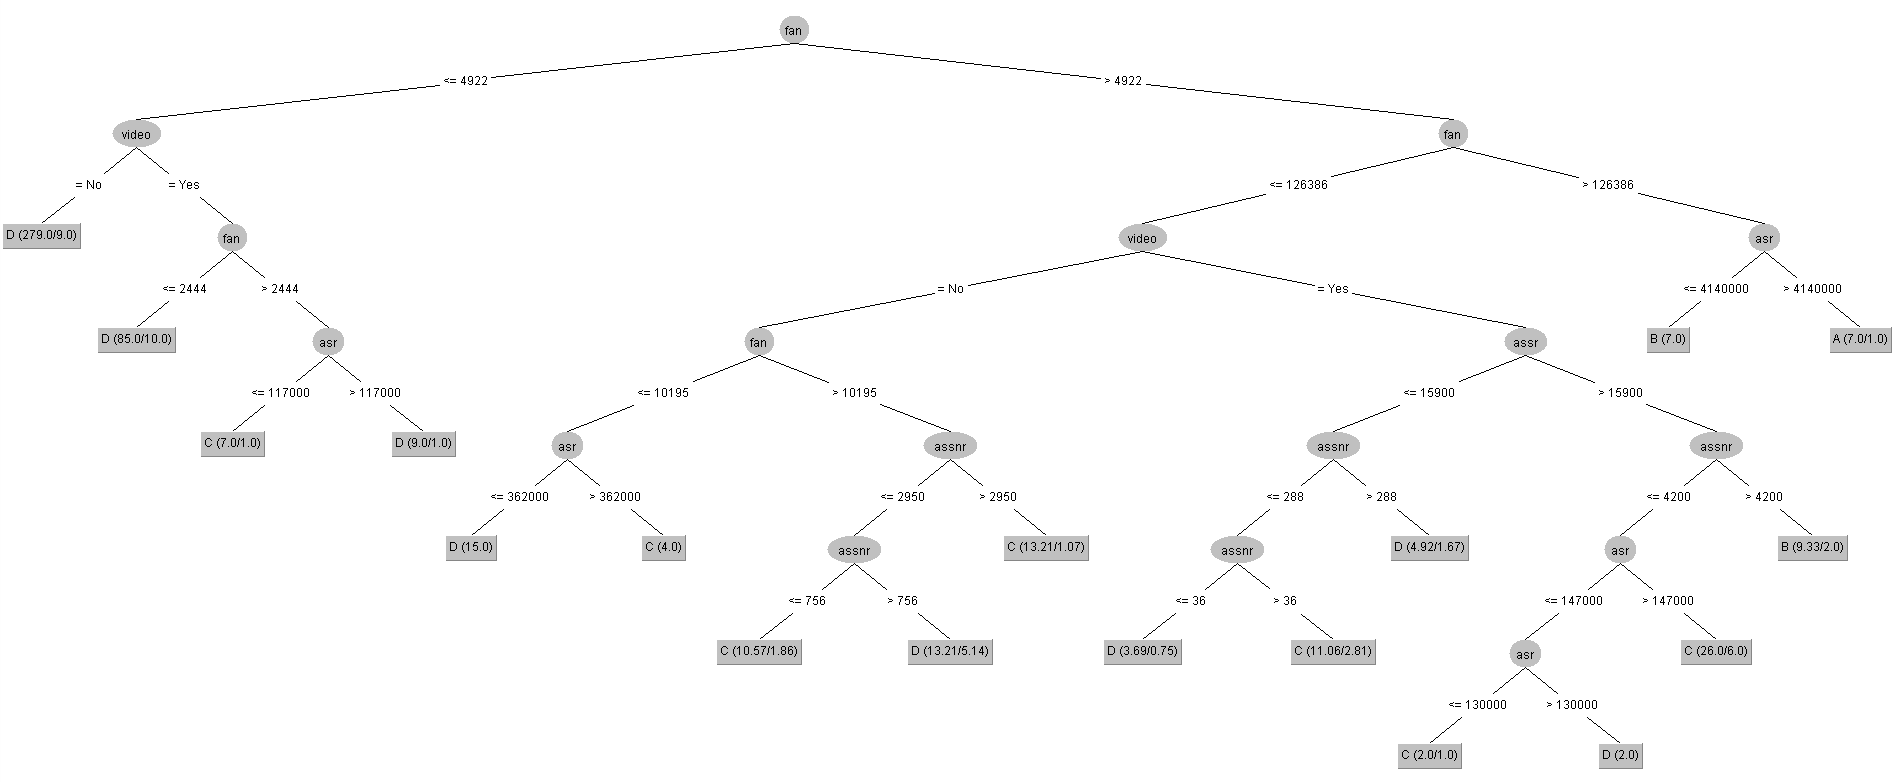 fan
<= 4922
> 4922
video
fan
= No
= Yes
<= 126386
> 126386
D (279.0/9.0)
fan
video
asr
<= 2444
> 2444
= No
= Yes
<= 4140000
> 4140000
D (85.0/10.0)
asr
fan
assr
B (7.0)
A (7.0/1.0)
<= 117000
> 117000
<= 10195
> 10195
<= 15900
> 15900
C (7.0/1.0)
D (9.0/1.0)
asr
assnr
assnr
assnr
<= 362000
> 362000
<= 2950
> 2950
<= 288
> 288
<= 4200
> 4200
D (15.0)
C (4.0)
assnr
C (13.21/1.07)
assnr
D (4.92/1.67)
asr
B (9.33/2.0)
<= 756
> 756
<= 36
> 36
<= 147000
> 147000
C (10.57/1.86)
D (13.21/5.14)
D (3.69/0.75)
C (11.06/2.81)
asr
C (26.0/6.0)
<= 130000
> 130000
C (2.0/1.0)
D (2.0)